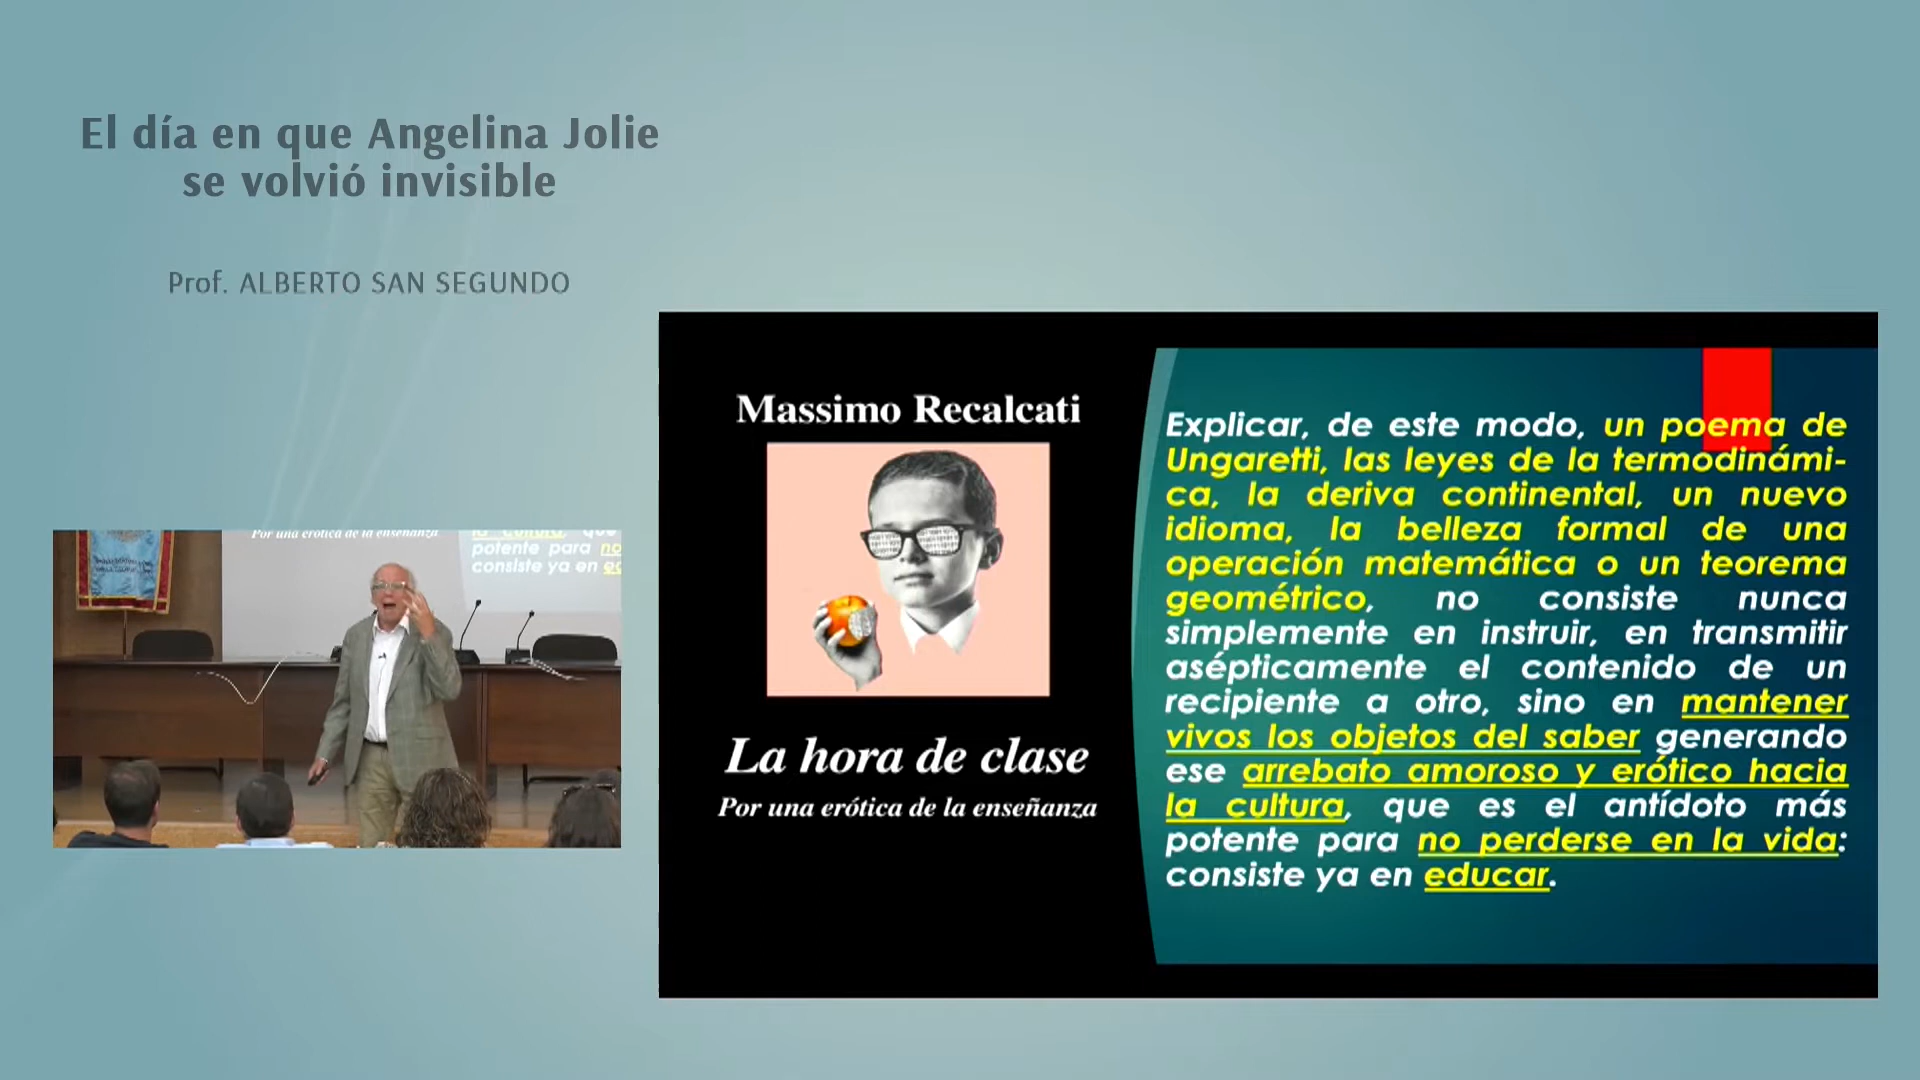 El día en que Angelina Jolie
se volvió invisible
Prof. ALBERTO SAN SEGUNDO
Massimo Recalcati
La hora de clase
Por una erótica de la enseñanza
Explicar, de este modo, un poema de
Ungaretti, las leyes de la termodinámi-
ca, la deriva continental, un nuevo
idioma, la belleza formal de una
operación matemática o un teorema
geométrico, no consiste nunca
simplemente en instruir, en transmitir
asépticamente el contenido de un
recipiente a otro, sino en mantener
vivos los objetos del saber generando
ese arrebato amoroso y erótico hacia
la cultura, que es el antídoto más
potente para no perderse en la vida:
consiste ya en educar.
Por una erótica de la enseñanza
la cultura, que
potente para no
consiste ya en